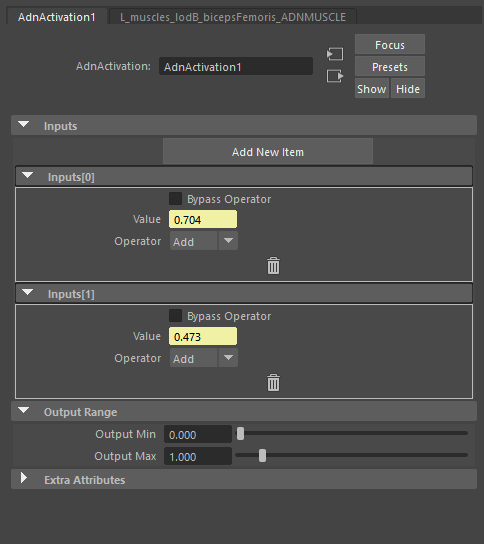 AdnActivation1
L_muscles_lodB_bicepsFemoris_ADNMUSCLE
AdnActivation:
AdnActivation1
Focus
Presets
Show
Hide
Inputs
Add New Item
Inputs[0]
Bypass Operator
Value 0.704
Operator Add
Inputs[1]
Bypass Operator
Value 0.473
Operator Add
Output Range
Output Min 0.000
Output Max 1.000
Extra Attributes